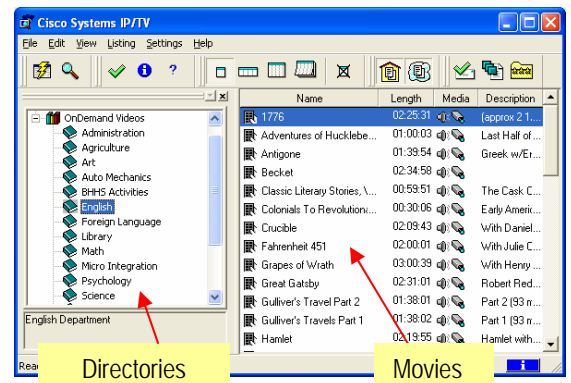 Cisco Systems IP/TV
File Edit View Listing Settings Help
OnDemand Videos
Administration
Agriculture
Art
Auto Mechanics
BHHS Activities
English
Foreign Language
Library
Math
Micro Integration
Psychology
Science
English Department
Name Length Media Description
1776 02:25:31 (approx 2 1...
Adventures of Hucklebe... 01:00:03 Last Half of ...
Antigone 01:39:54 Greek w/Er...
Becket 02:34:58
Classic Literary Stories, \... 00:59:51 The Cask C...
Colonials To Revolution... 00:30:06 Early Americ...
Crucible 02:09:43 With Daniel...
Fahrenheit 451 02:00:01 With Julie C...
Grapes of Wrath 03:00:39 With Henry ...
Great Gatsby 02:31:01 Robert Red...
Gulliver's Travel Part 2 01:38:01 Part 2 (93 m...
Gulliver's Travels Part 1 01:38:02 Part 1 (93 m...
Hamlet 02:19:55 Hamlet with...
Directories
Movies